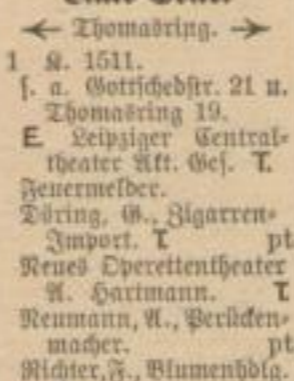 ← Thomasring. →
1 K. 1511.
s. a. Gottschedstr. 21 u.
Thomasring 19.
E Leipziger Central-
theater Akt. Ges. T.
Feuermelder.
Döring, G., Zigarren-
Import. T pt
Neues Operettentheater
A. Hartmann. T
Neumann, A., Perücken-
macher. pt
Richter, F., Blumenhdlg.